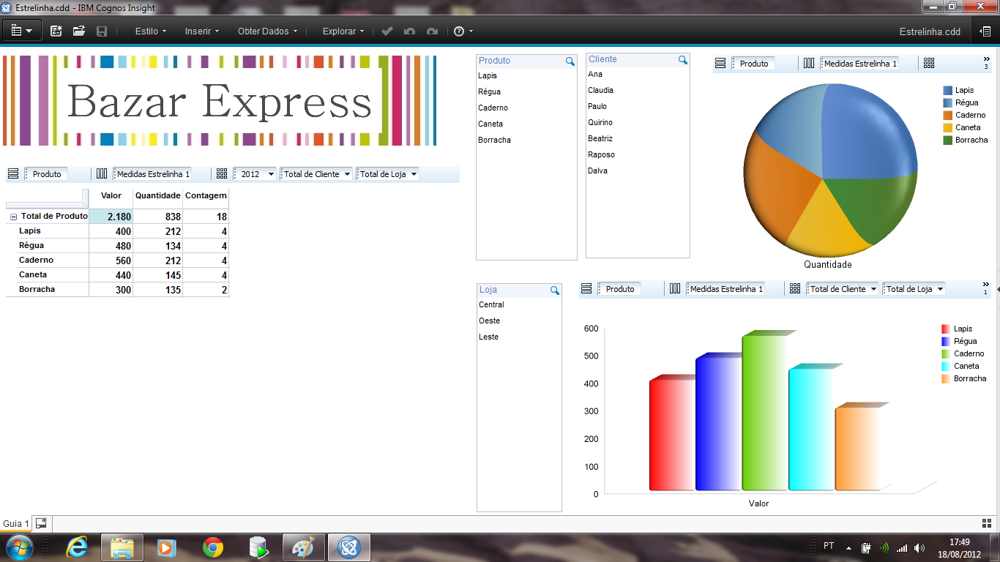 Estrelinha.cdd - IBM Cognos Insight
Estilo Inserir Obter Dados Explorar ? Estrelinha.cdd
Bazar Express
Produto Medidas Estrelinha 1 2012 Total de Cliente Total de Loja
Valor Quantidade Contagem
Total de Produto 2.180 838 18
Lapis 400 212 4
Régua 480 134 4
Caderno 560 212 4
Caneta 440 145 4
Borracha 300 135 2
Produto
Lapis
Régua
Caderno
Caneta
Borracha
Cliente
Ana
Claudia
Paulo
Quirino
Beatriz
Raposo
Dalva
Produto Medidas Estrelinha 1 » 3
Lapis
Régua
Caderno
Caneta
Borracha
Quantidade
Loja
Central
Oeste
Leste
Produto Medidas Estrelinha 1 Total de Cliente Total de Loja » 1
600
500
400
300
200
100
0
Valor
Lapis
Régua
Caderno
Caneta
Borracha
Guia 1
PT 17:49
18/08/2012